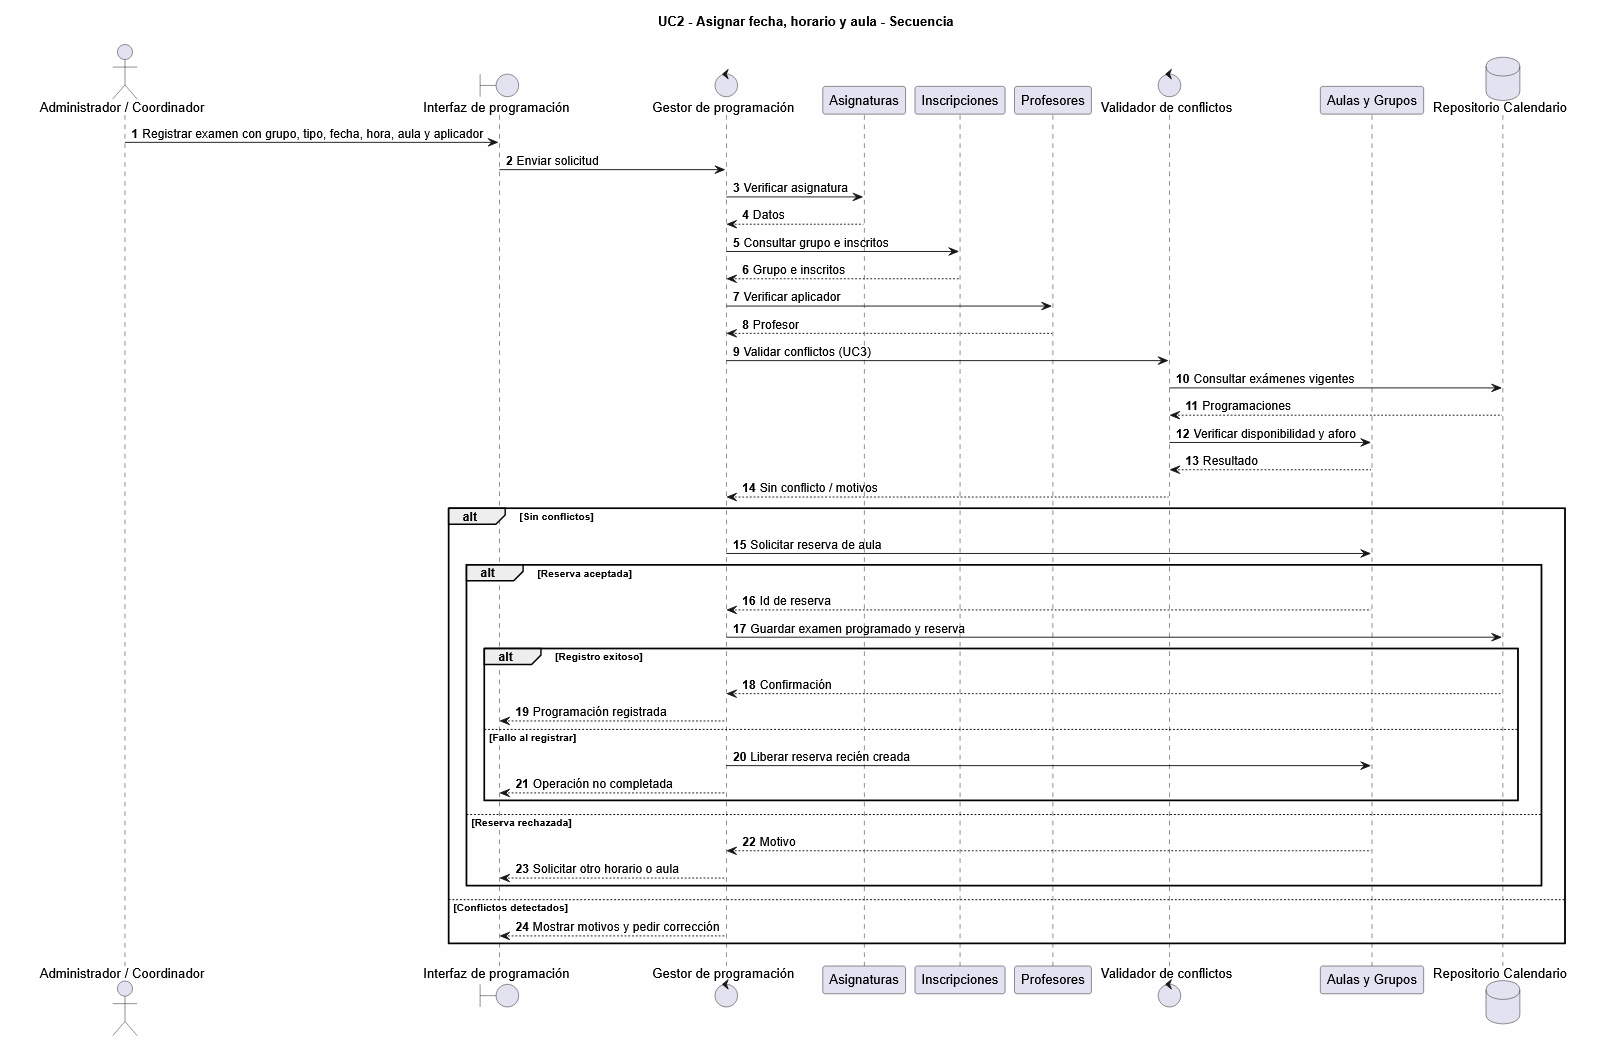 UC2 - Asignar fecha, horario y aula - Secuencia
Administrador / Coordinador
Interfaz de programación
Gestor de programación
Asignaturas
Inscripciones
Profesores
Validador de conflictos
Aulas y Grupos
Repositorio Calendario
1 Registrar examen con grupo, tipo, fecha, hora, aula y aplicador
2 Enviar solicitud
3 Verificar asignatura
4 Datos
5 Consultar grupo e inscritos
6 Grupo e inscritos
7 Verificar aplicador
8 Profesor
9 Validar conflictos (UC3)
10 Consultar exámenes vigentes
11 Programaciones
12 Verificar disponibilidad y aforo
13 Resultado
14 Sin conflicto / motivos
alt [Sin conflictos]
15 Solicitar reserva de aula
alt [Reserva aceptada]
16 Id de reserva
17 Guardar examen programado y reserva
alt [Registro exitoso]
18 Confirmación
19 Programación registrada
[Fallo al registrar]
20 Liberar reserva recién creada
21 Operación no completada
[Reserva rechazada]
22 Motivo
23 Solicitar otro horario o aula
[Conflictos detectados]
24 Mostrar motivos y pedir corrección
Administrador / Coordinador
Interfaz de programación
Gestor de programación
Asignaturas
Inscripciones
Profesores
Validador de conflictos
Aulas y Grupos
Repositorio Calendario